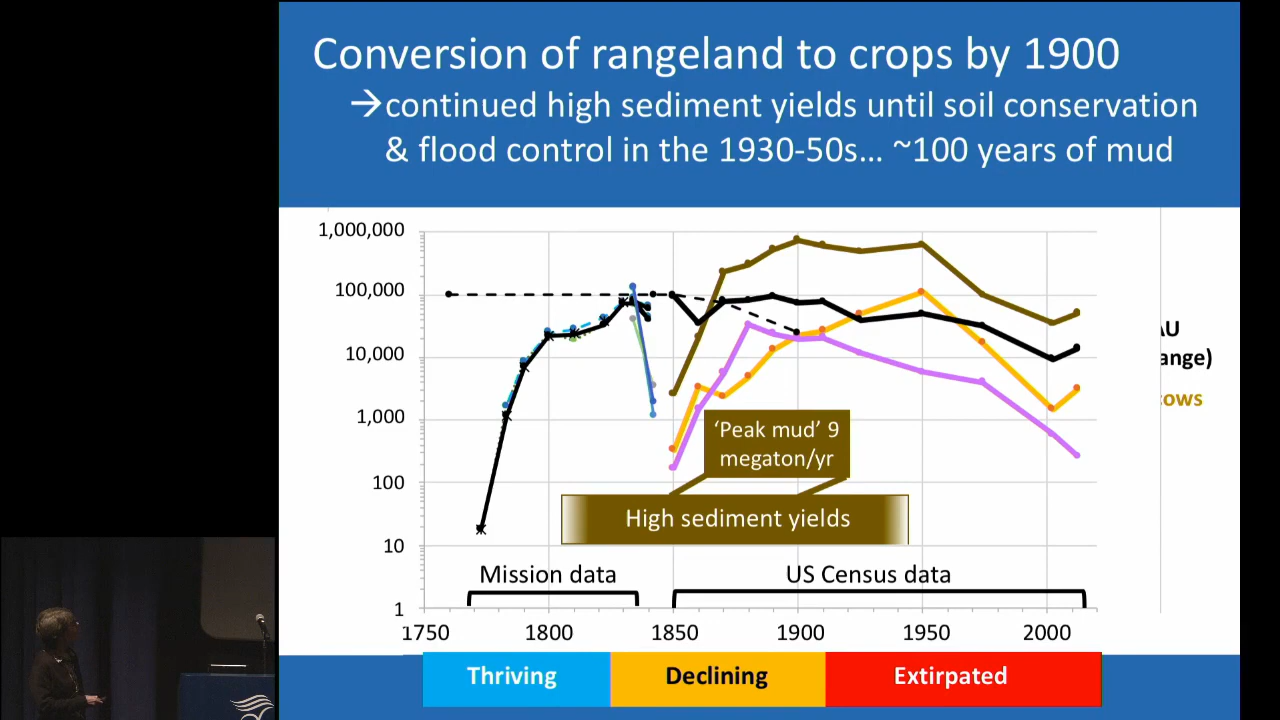 Conversion of rangeland to crops by 1900
→continued high sediment yields until soil conservation
& flood control in the 1930-50s... ~100 years of mud
1,000,000
100,000
10,000
1,000
100
10
1
AU
ange)
cows
'Peak mud' 9
megaton/yr
High sediment yields
Mission data
US Census data
1750
1800
1850
1900
1950
2000
Thriving
Declining
Extirpated